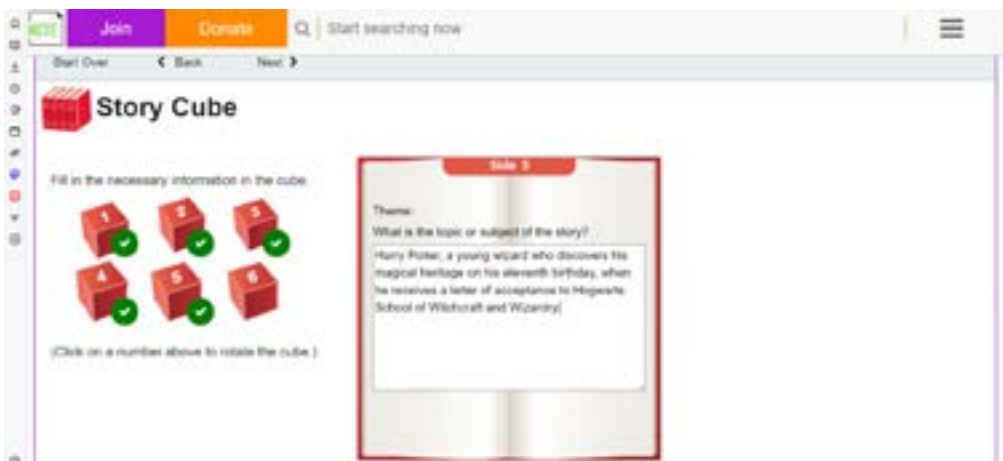 NCTE
Join
Donate
Start searching now
Start Over
Back
Next
Story Cube
Fill in the necessary information in the cube.
1
2
3
4
5
6
(Click on a number above to rotate the cube.)
Side 5
Theme:
What is the topic or subject of the story?
Harry Potter, a young wizard who discovers his
magical heritage on his eleventh birthday, when
he receives a letter of acceptance to Hogwarts
School of Witchcraft and Wizardry